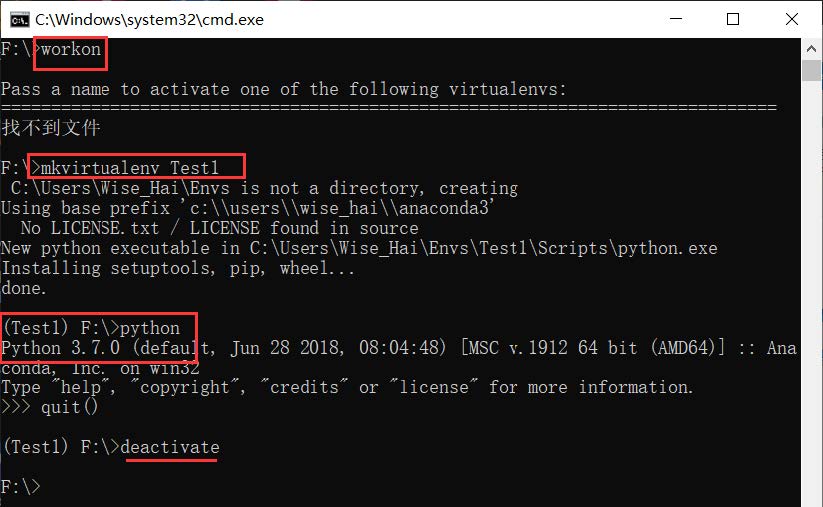 C:\Windows\system32\cmd.exe
F:\>workon
Pass a name to activate one of the following virtualenvs:
==============================================================================
找不到文件
F:\>mkvirtualenv Test1
 C:\Users\Wise_Hai\Envs is not a directory, creating
Using base prefix 'c:\\users\\wise_hai\\anaconda3'
  No LICENSE.txt / LICENSE found in source
New python executable in C:\Users\Wise_Hai\Envs\Test1\Scripts\python.exe
Installing setuptools, pip, wheel...
done.
(Test1) F:\>python
Python 3.7.0 (default, Jun 28 2018, 08:04:48) [MSC v.1912 64 bit (AMD64)] :: Ana
conda, Inc. on win32
Type "help", "copyright", "credits" or "license" for more information.
>>> quit()
(Test1) F:\>deactivate
F:\>